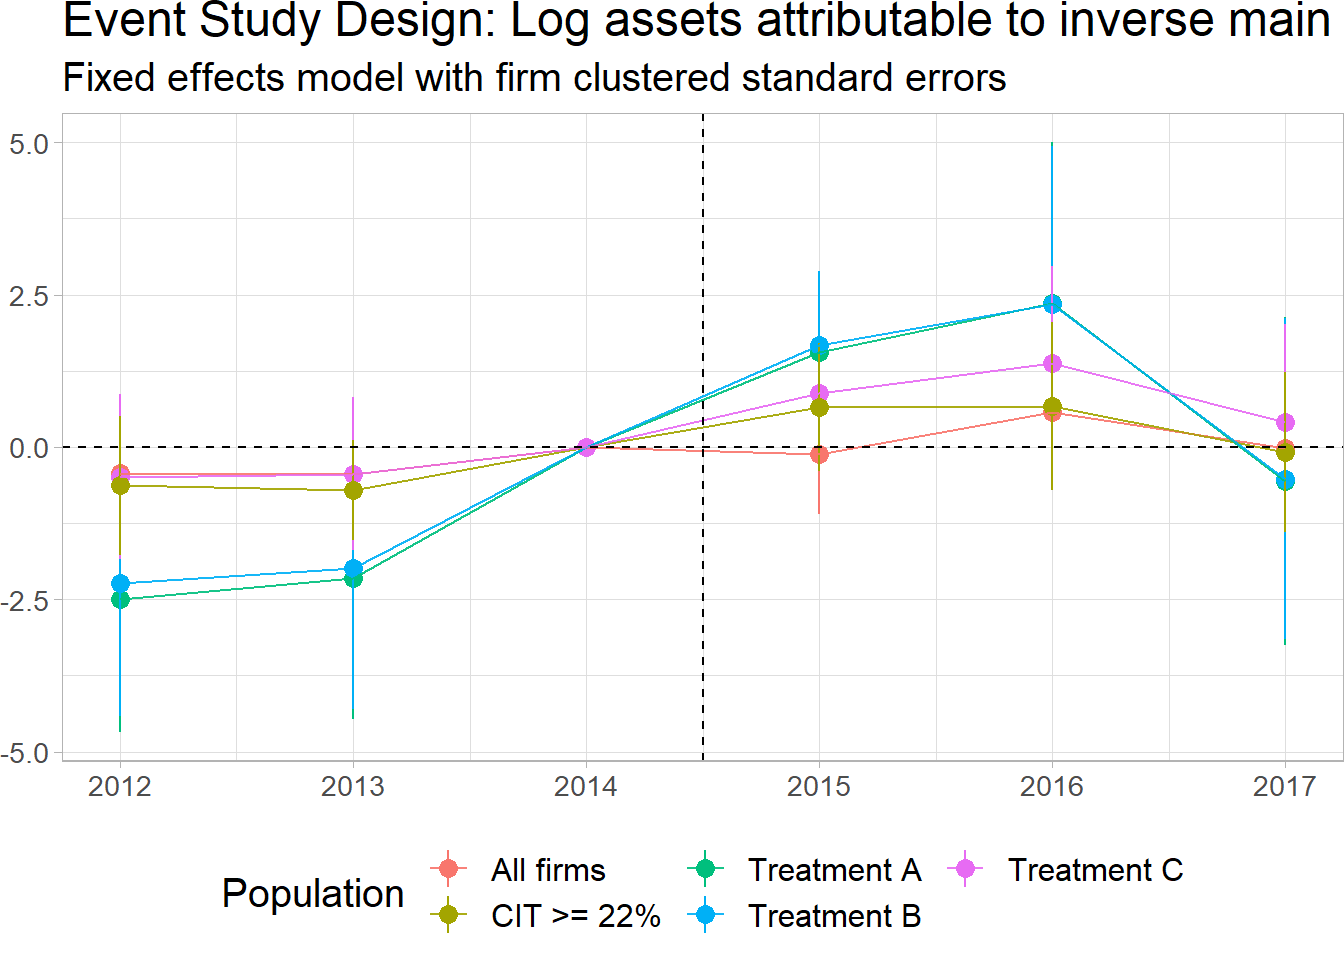 Event Study Design: Log assets attributable to inverse main
Fixed effects model with firm clustered standard errors
5.0
2.5
0.0
-2.5
-5.0
2012 2013 2014 2015 2016 2017
Population
All firms Treatment A Treatment C
CIT >= 22% Treatment B